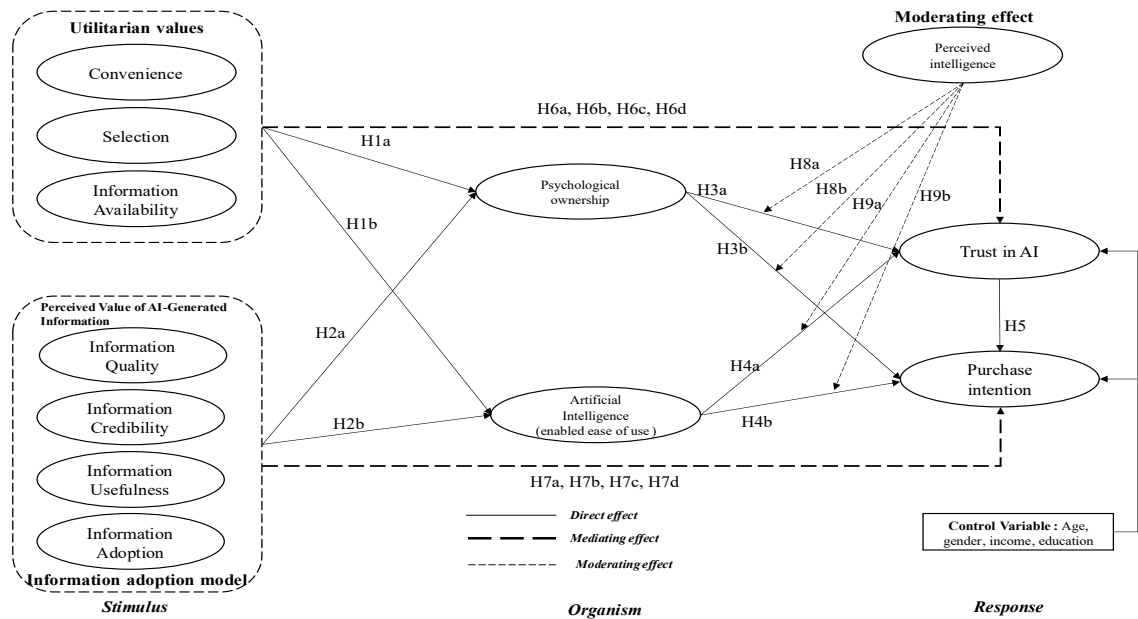 Utilitarian values
Convenience
Selection
Information
Availability
Perceived Value of AI-Generated
Information
Information
Quality
Information
Credibility
Information
Usefulness
Information
Adoption
Information adoption model
Stimulus
H1a
H1b
H2a
H2b
H6a, H6b, H6c, H6d
Psychological
ownership
Artificial
Intelligence
(enabled ease of use )
H7a, H7b, H7c, H7d
Direct effect
Mediating effect
Moderating effect
Organism
Moderating effect
Perceived
intelligence
H8a
H8b
H9a
H9b
H3a
H3b
H4a
H4b
Trust in AI
H5
Purchase
intention
Control Variable : Age,
gender, income, education
Response